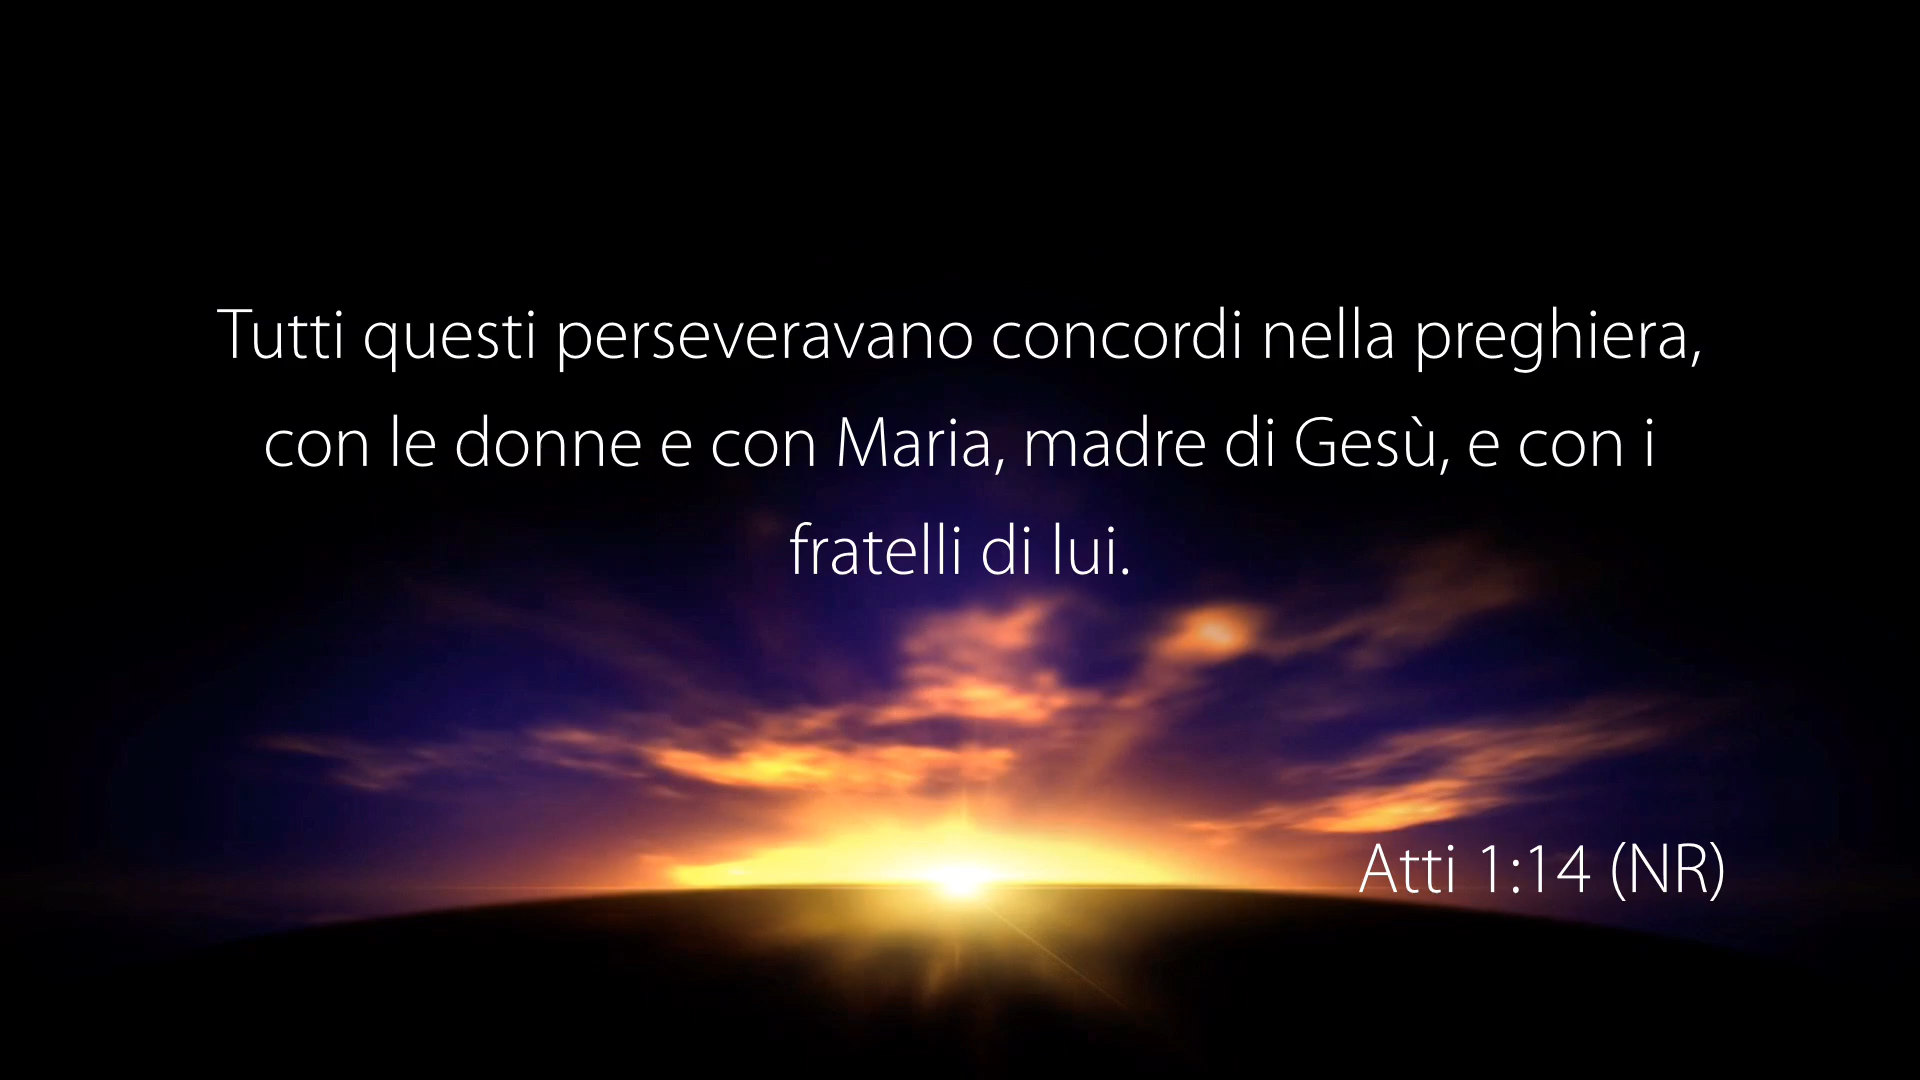 Tutti questi perseveravano concordi nella preghiera,
con le donne e con Maria, madre di Gesù, e con i
fratelli di lui.
Atti 1:14 (NR)